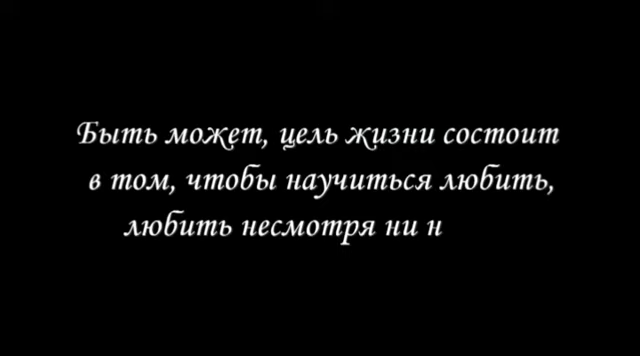 Быть может, цель жизни состоит
в том, чтобы научиться любить,
любить несмотря ни н